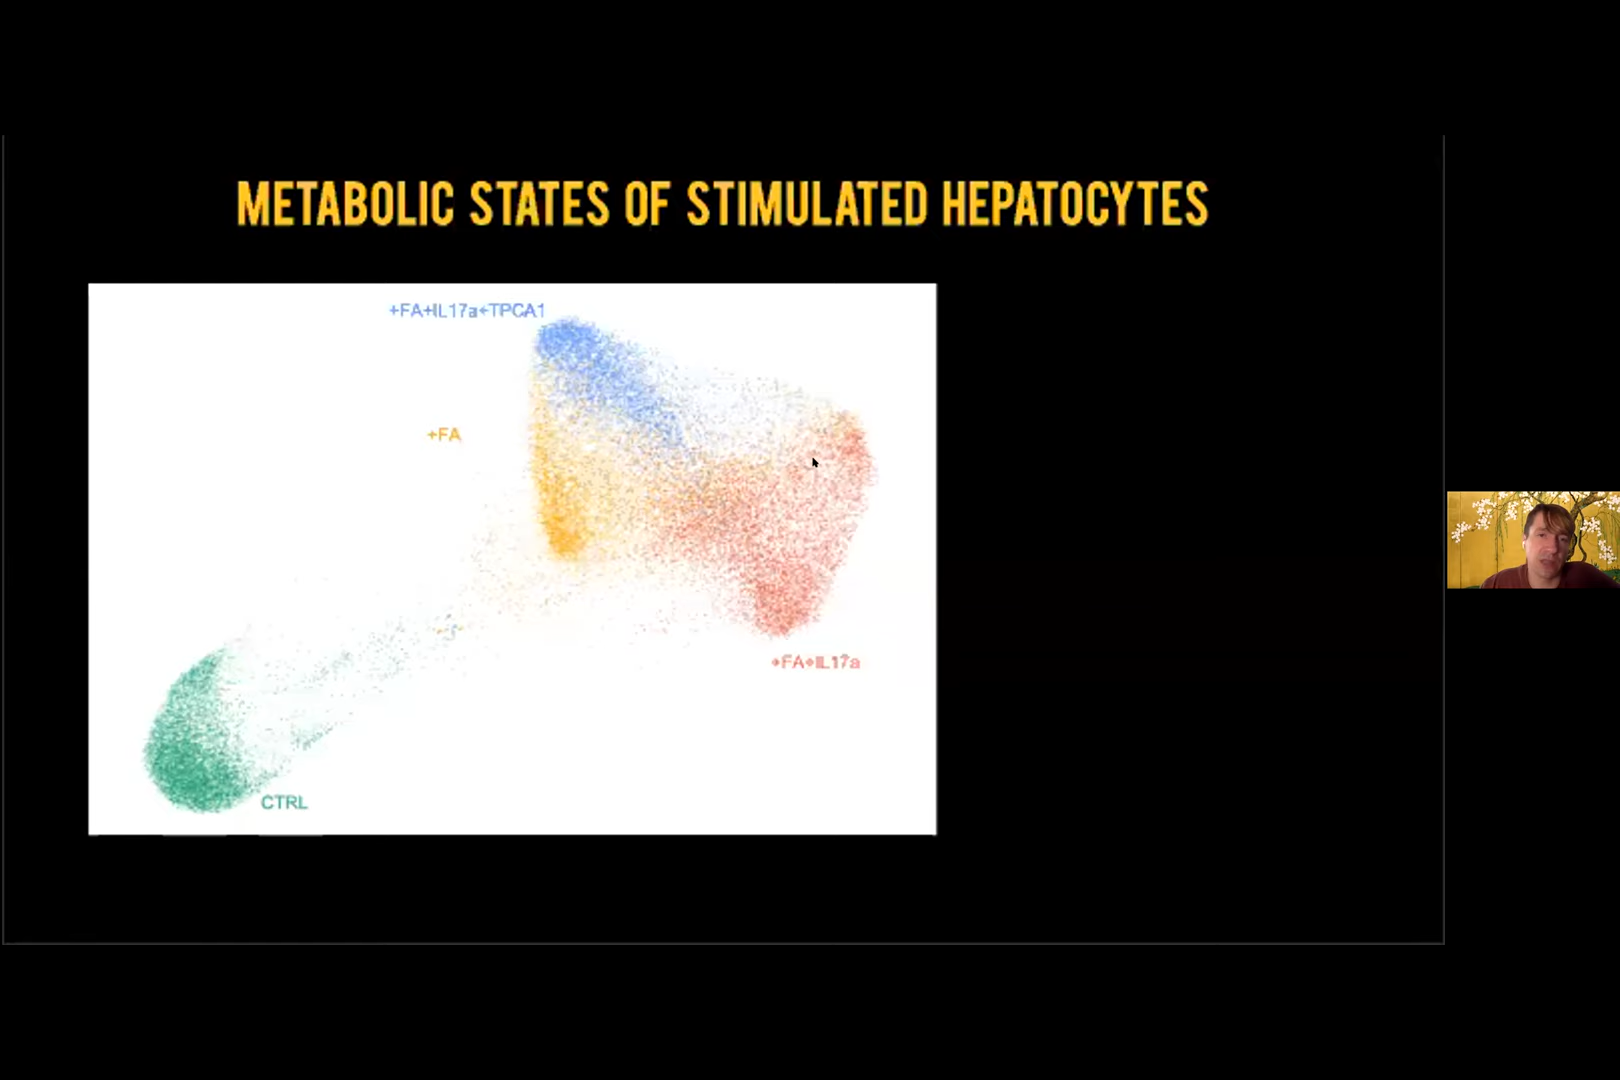 METABOLIC STATES OF STIMULATED HEPATOCYTES
+FA+IL17a+TPCA1
+FA
+FA+IL17a
CTRL